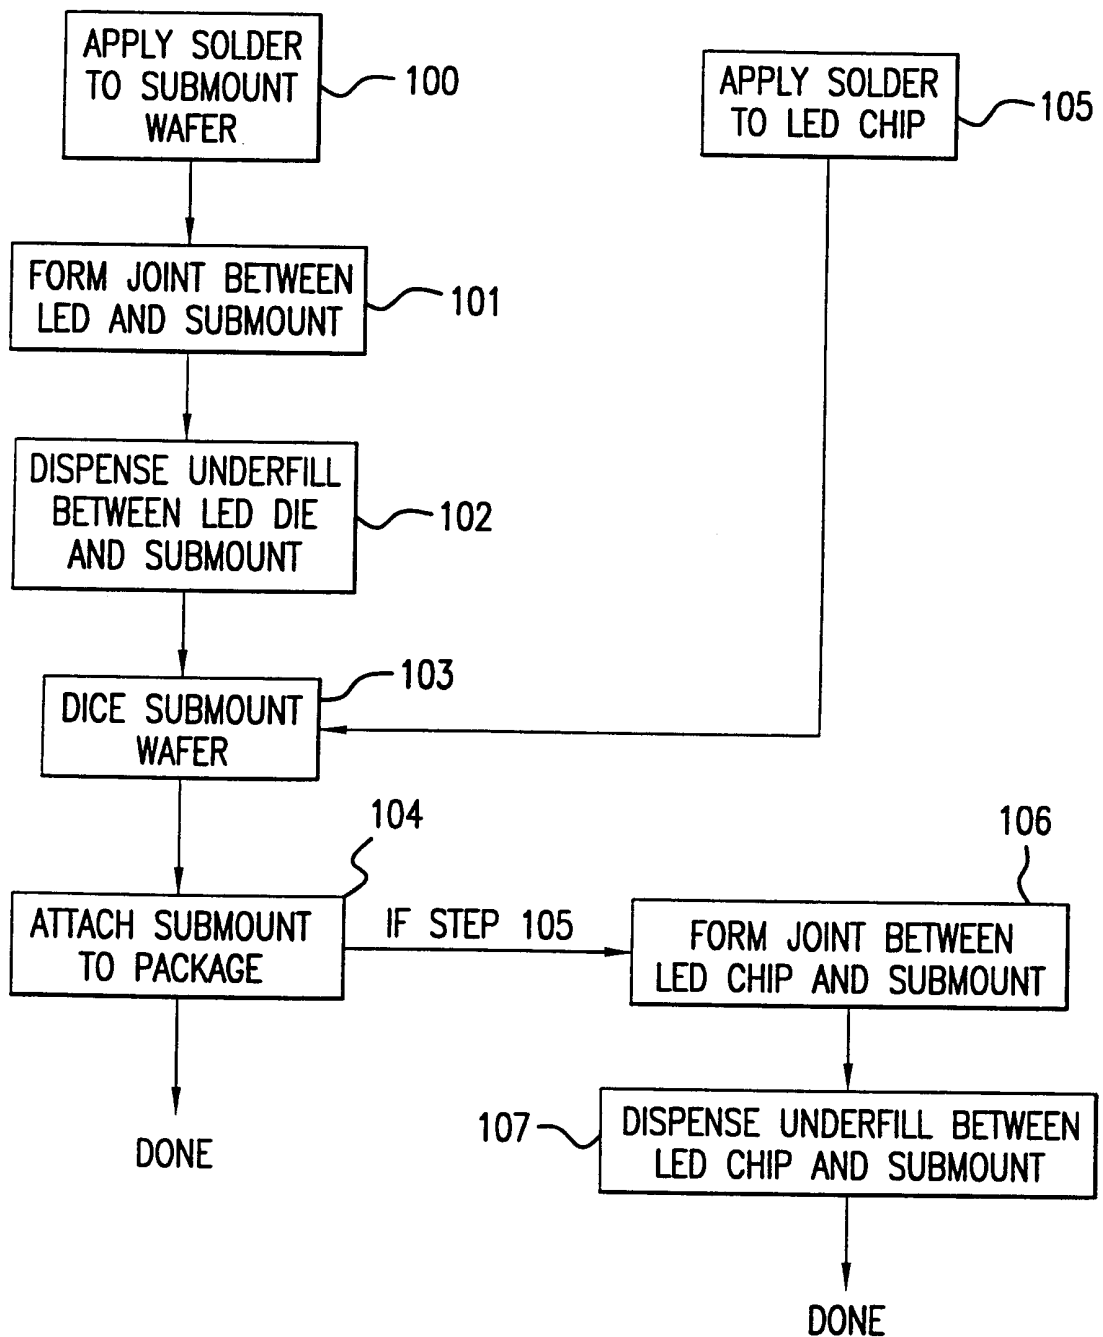 APPLY SOLDER
TO SUBMOUNT
WAFER
100
APPLY SOLDER
TO LED CHIP
105
FORM JOINT BETWEEN
LED AND SUBMOUNT
101
DISPENSE UNDERFILL
BETWEEN LED DIE
AND SUBMOUNT
102
103
DICE SUBMOUNT
WAFER
104
ATTACH SUBMOUNT
TO PACKAGE
IF STEP 105
106
FORM JOINT BETWEEN
LED CHIP AND SUBMOUNT
DONE
107
DISPENSE UNDERFILL BETWEEN
LED CHIP AND SUBMOUNT
DONE